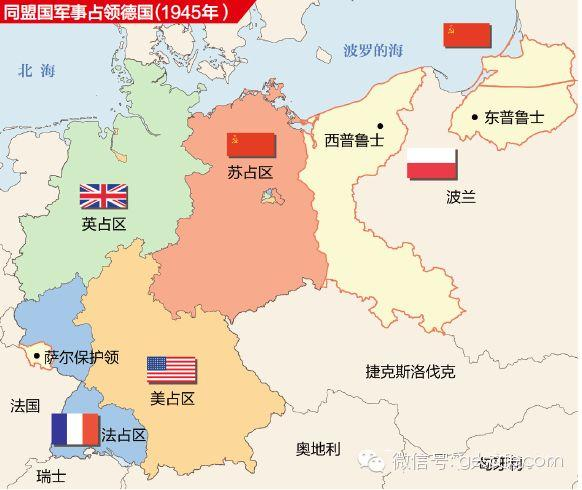 同盟国军事占领德国(1945年)
北 海
波罗的海
东普鲁士
西普鲁士
苏占区
波兰
英占区
萨尔保护领
捷克斯洛伐克
美占区
法国
法占区
奥地利
瑞士
微信号: